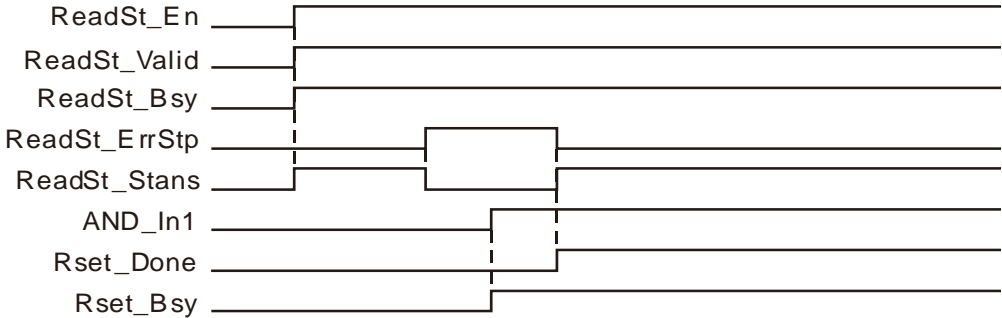 ReadSt_En
ReadSt_Valid
ReadSt_Bsy
ReadSt_ErrStp
ReadSt_Stans
AND_In1
Rset_Done
Rset_Bsy